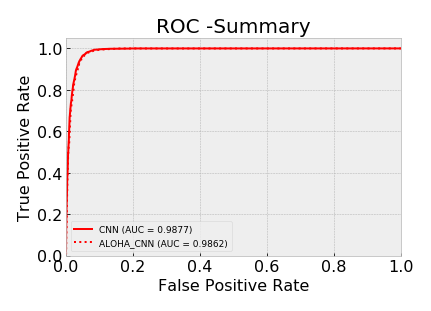 ROC -Summary
True Positive Rate
1.0
0.8
0.6
0.4
0.2
0.0
CNN (AUC = 0.9877)
ALOHA_CNN (AUC = 0.9862)
0.0 0.2 0.4 0.6 0.8 1.0
False Positive Rate